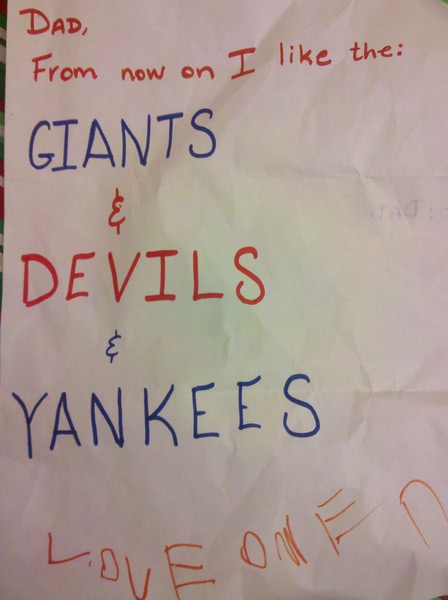 DAD,
From now on I like the:
GIANTS
&
DEVILS
&
YANKEES
LOVE